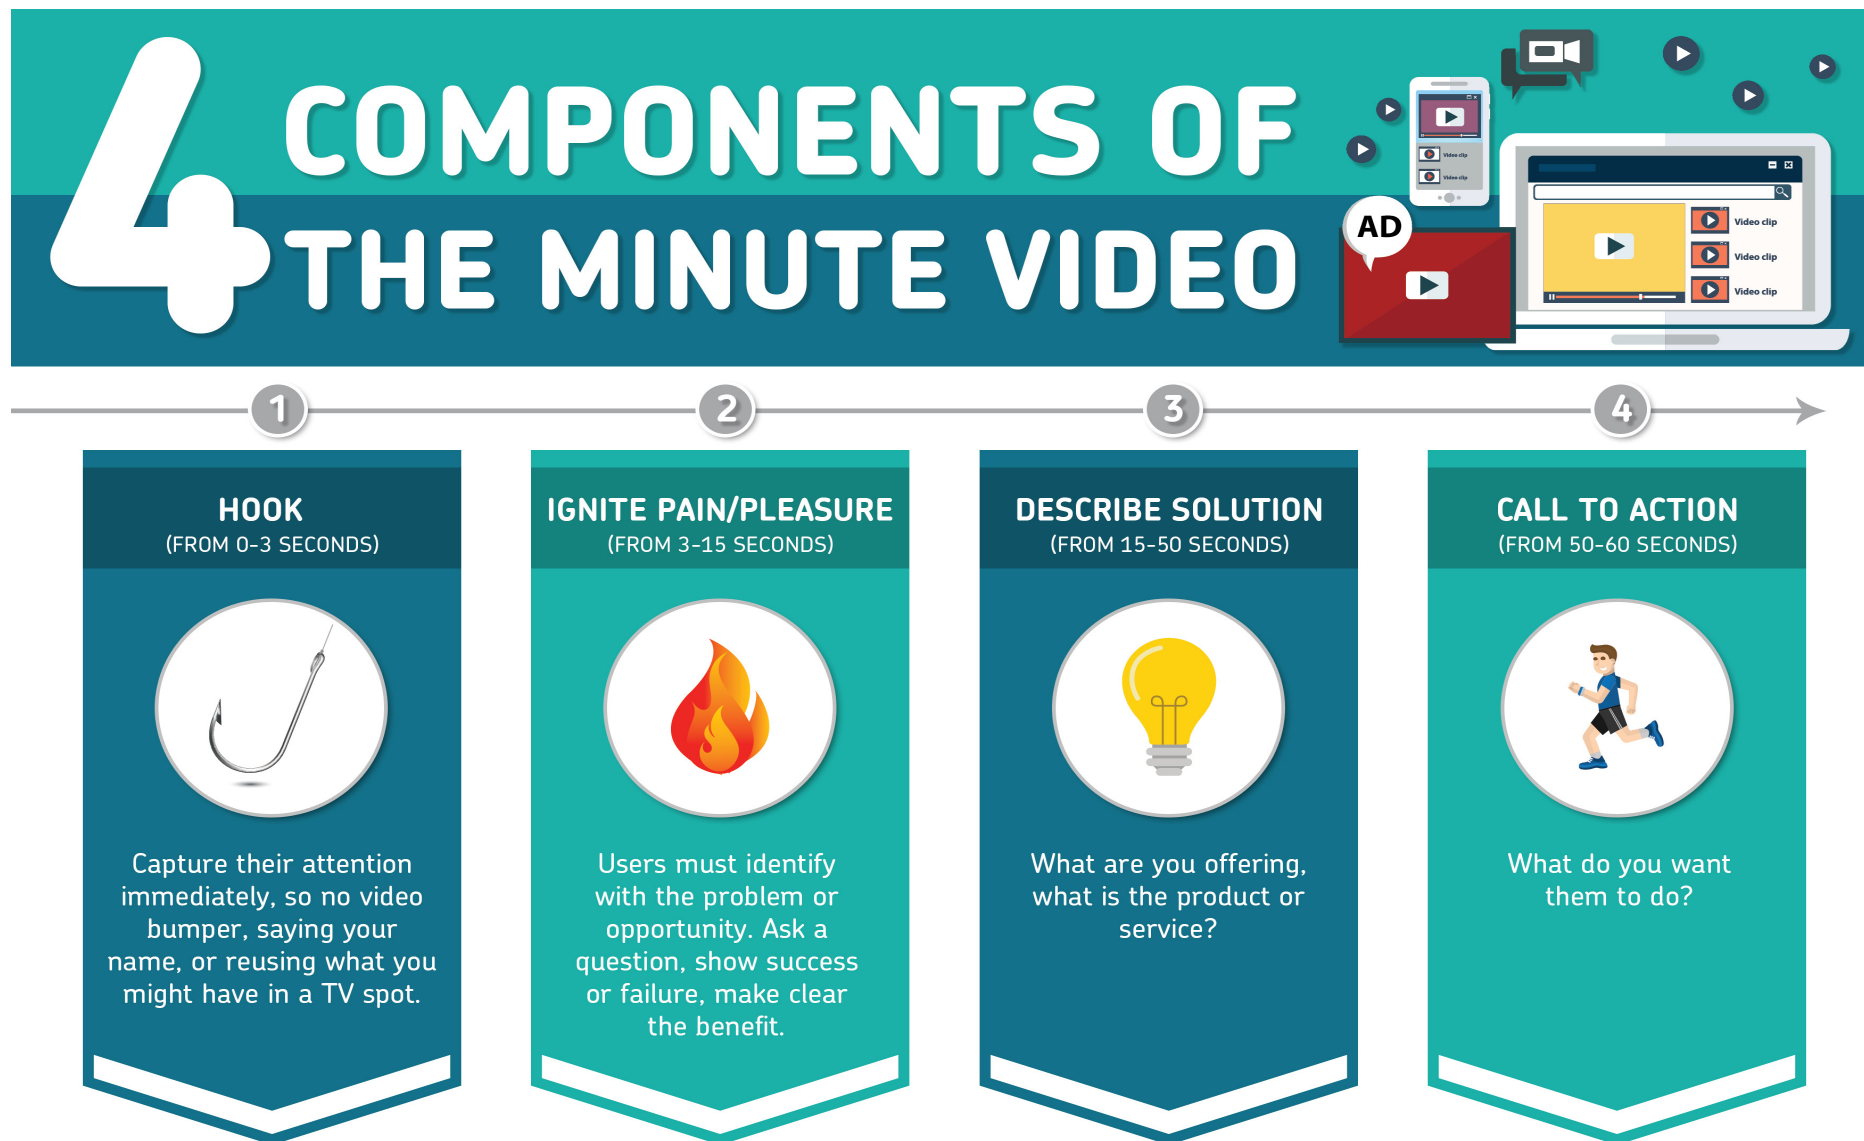 4
COMPONENTS OF
THE MINUTE VIDEO
AD
Video clip
Video clip
Video clip
Video clip
Video clip
1
2
3
4
HOOK
(FROM 0-3 SECONDS)
Capture their attention
immediately, so no video
bumper, saying your
name, or reusing what you
might have in a TV spot.
IGNITE PAIN/PLEASURE
(FROM 3-15 SECONDS)
Users must identify
with the problem or
opportunity. Ask a
question, show success
or failure, make clear
the benefit.
DESCRIBE SOLUTION
(FROM 15-50 SECONDS)
What are you offering,
what is the product or
service?
CALL TO ACTION
(FROM 50-60 SECONDS)
What do you want
them to do?